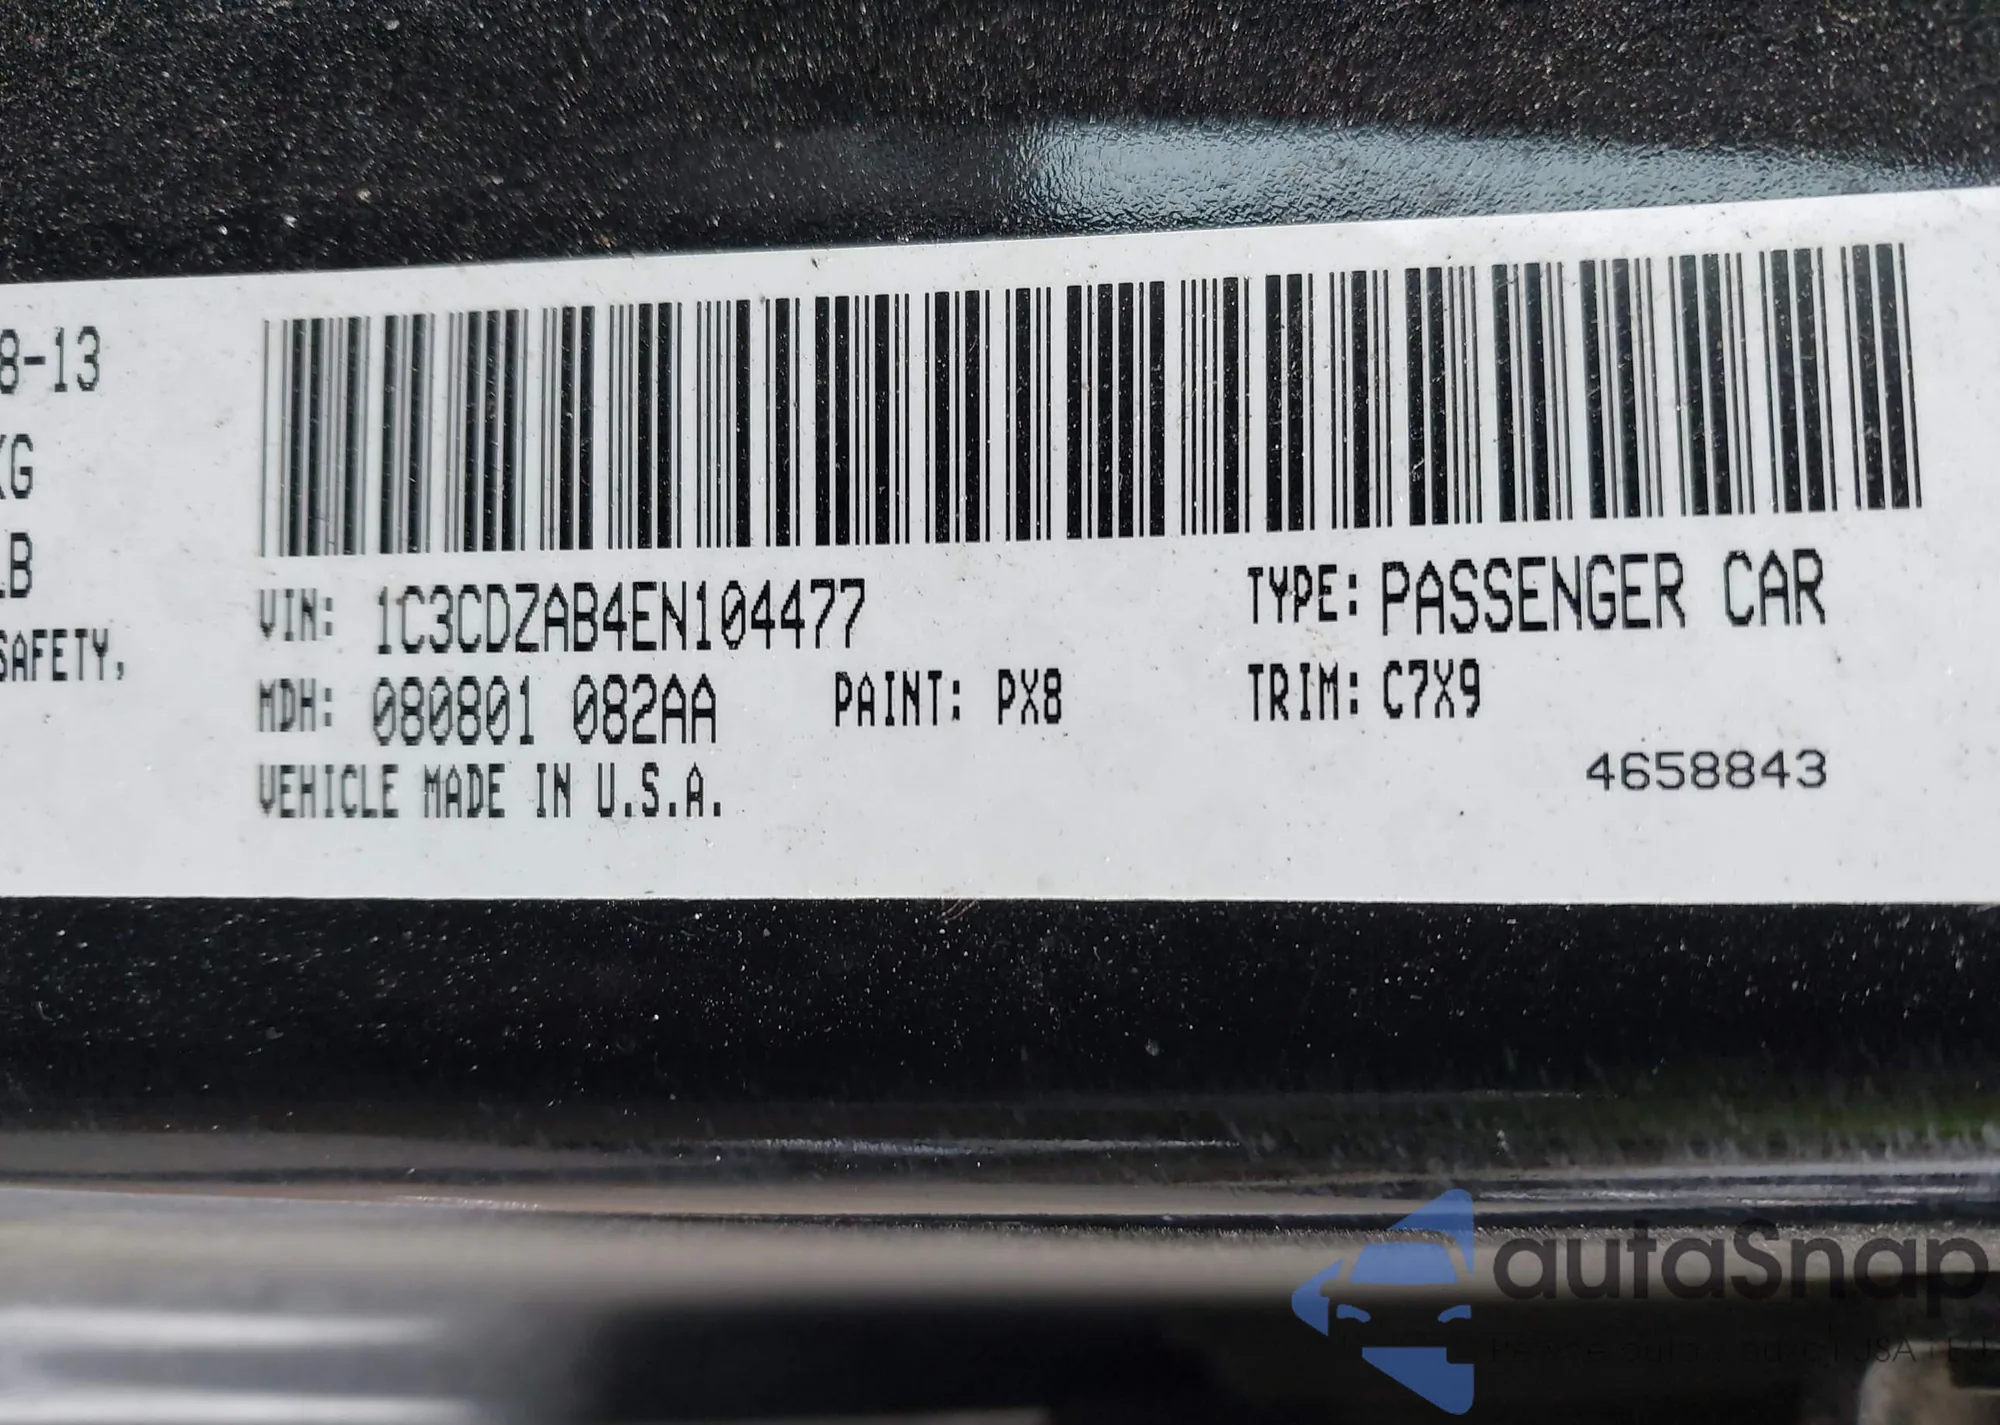 8-13
KG
LB
SAFETY,
VIN: 1C3CDZAB4EN104477
TYPE: PASSENGER CAR
MDH: 080801 082AA
PAINT: PX8
TRIM: C7X9
VEHICLE MADE IN U.S.A.
4658843
autaSnap